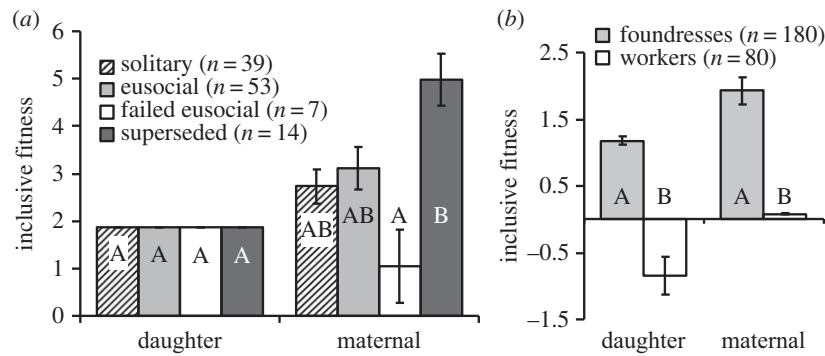 (a)
6
5
4
3
2
1
0
inclusive fitness
solitary (n = 39)
eusocial (n = 53)
failed eusocial (n = 7)
superseded (n = 14)
A
A
A
A
AB
AB
A
B
daughter
maternal
(b)
2.5
1.5
0.5
−0.5
−1.5
inclusive fitness
foundresses (n = 180)
workers (n = 80)
A
B
A
B
daughter
maternal